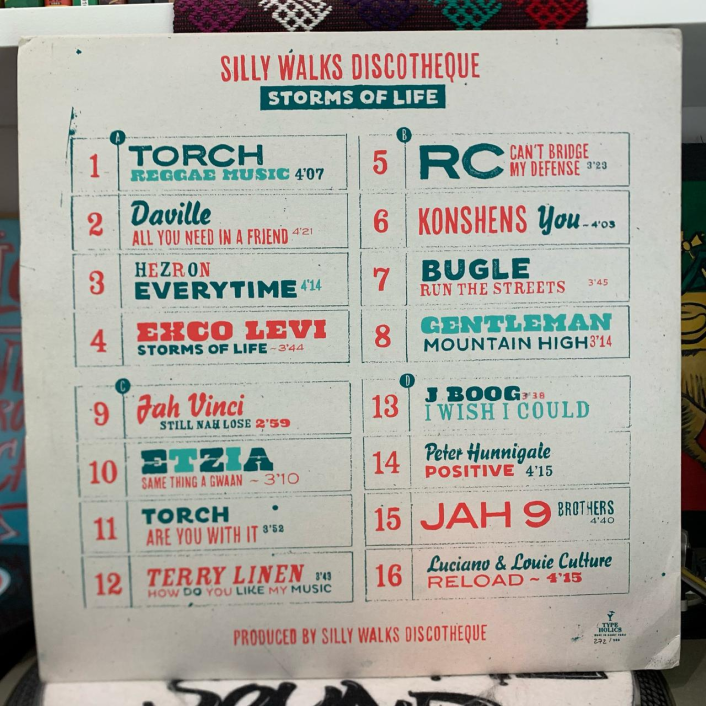 SILLY WALKS DISCOTHEQUE
STORMS OF LIFE
A
1 TORCH
REGGAE MUSIC 4'07
2 Daville
ALL YOU NEED IN A FRIEND 4'21
3 HEZRON
EVERYTIME 4'14
4 EXCO LEVI
STORMS OF LIFE - 3'44
B
5 RC CAN'T BRIDGE
MY DEFENSE 3'23
6 KONSHENS You - 4'03
7 BUGLE
RUN THE STREETS 3'45
8 GENTLEMAN
MOUNTAIN HIGH 3'14
C
9 Jah Vinci
STILL NAH LOSE 2'59
10 ETZIA
SAME THING A GWAAN ~ 3'10
11 TORCH
ARE YOU WITH IT 3'52
12 TERRY LINEN 3'43
HOW DO YOU LIKE MY MUSIC
D
13 J BOOG 3'38
I WISH I COULD
14 Peter Hunnigale
POSITIVE 4'15
15 JAH 9 BROTHERS
4'40
16 Luciano & Louie Culture
RELOAD ~ 4'15
PRODUCED BY SILLY WALKS DISCOTHEQUE
TYPE
HOLICS
SOUND